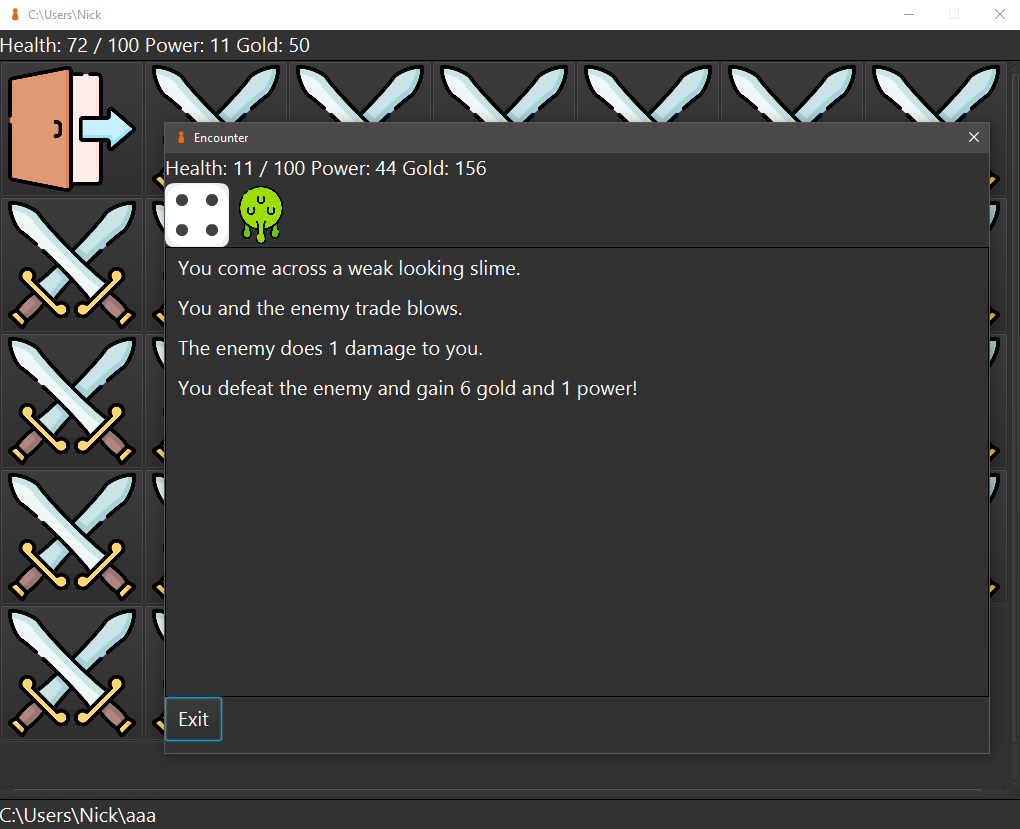 C:\Users\Nick
Health: 72 / 100 Power: 11 Gold: 50
Encounter
Health: 11 / 100 Power: 44 Gold: 156
You come across a weak looking slime.
You and the enemy trade blows.
The enemy does 1 damage to you.
You defeat the enemy and gain 6 gold and 1 power!
Exit
C:\Users\Nick\aaa